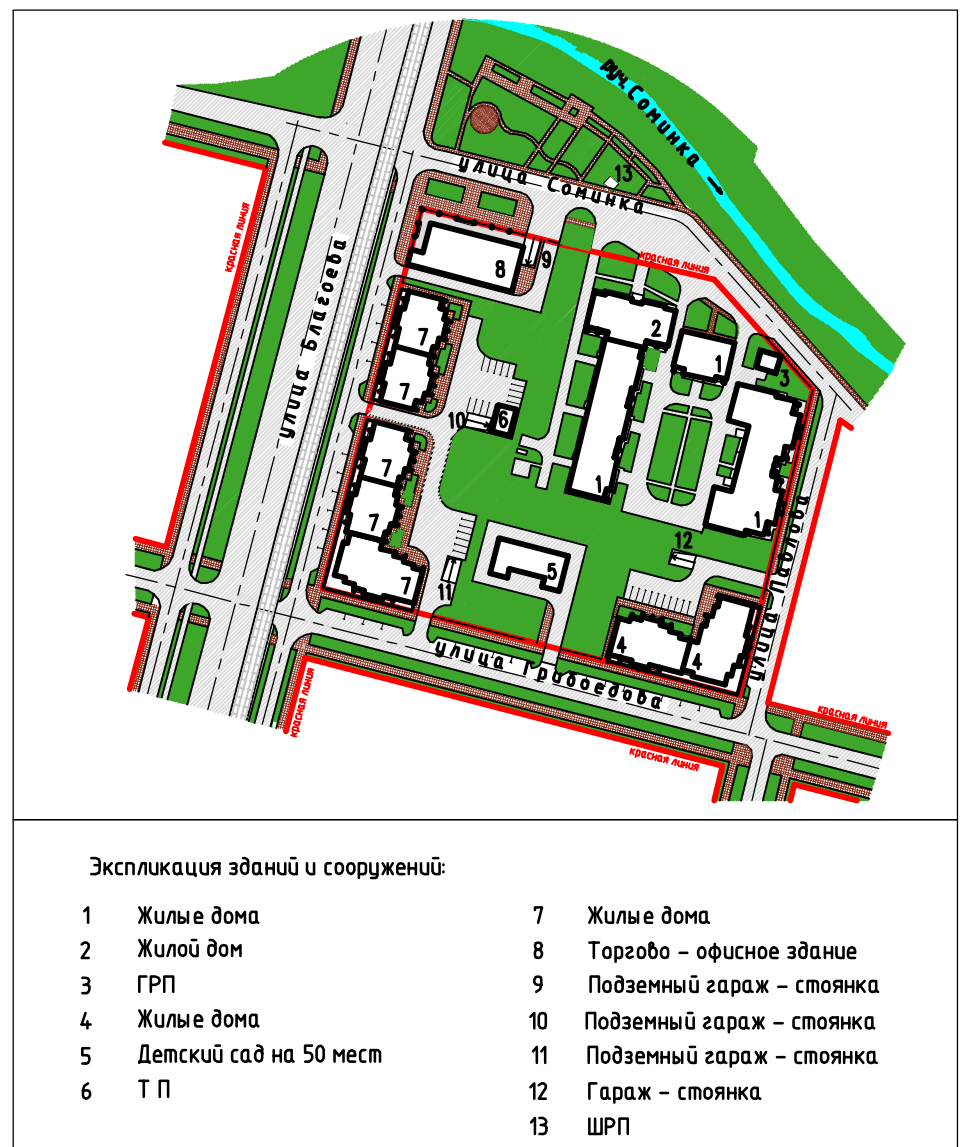 руч. Соминка
13
улица Соминка
красная линия
красная линия
9
8
улица Благоева
7
2
1
3
7
10
6
7
1
7
1
12
улица Павлова
5
7
11
4
4
улица Грибоедова
красная линия
красная линия
красная линия
Экспликация зданий и сооружений:
1 Жилые дома
2 Жилой дом
3 ГРП
4 Жилые дома
5 Детский сад на 50 мест
6 Т П
7 Жилые дома
8 Торгово – офисное здание
9 Подземный гараж – стоянка
10 Подземный гараж – стоянка
11 Подземный гараж – стоянка
12 Гараж – стоянка
13 ШРП